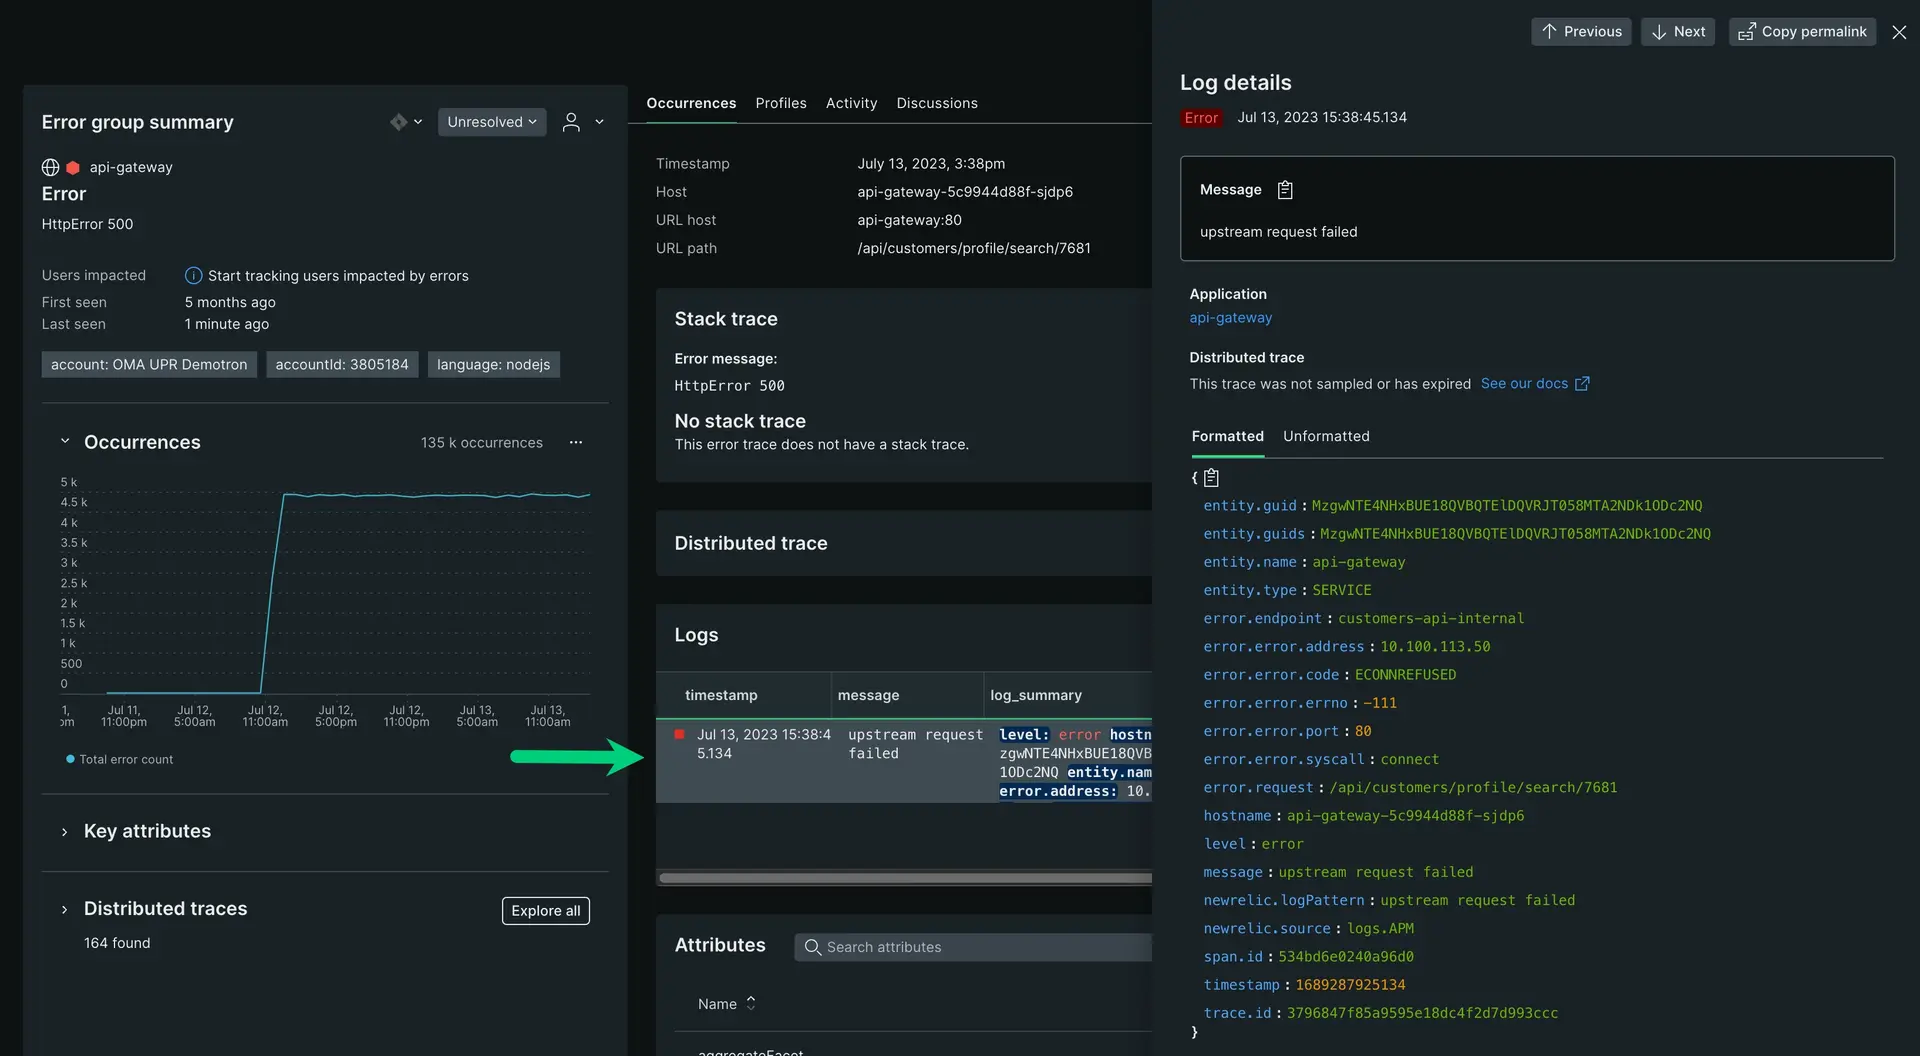 Previous
Next
Copy permalink
Error group summary
Unresolved
api-gateway
Error
HttpError 500
Users impacted
Start tracking users impacted by errors
First seen
5 months ago
Last seen
1 minute ago
account: OMA UPR Demotron
accountId: 3805184
language: nodejs
Occurrences
135 k occurrences
5 k
4.5 k
4 k
3.5 k
3 k
2.5 k
2 k
1.5 k
1 k
500
0
1,
pm
Jul 11,
11:00pm
Jul 12,
5:00am
Jul 12,
11:00am
Jul 12,
5:00pm
Jul 12,
11:00pm
Jul 13,
5:00am
Jul 13,
11:00am
Total error count
Key attributes
Distributed traces
Explore all
164 found
Occurrences
Profiles
Activity
Discussions
Timestamp
July 13, 2023, 3:38pm
Host
api-gateway-5c9944d88f-sjdp6
URL host
api-gateway:80
URL path
/api/customers/profile/search/7681
Stack trace
Error message:
HttpError 500
No stack trace
This error trace does not have a stack trace.
Distributed trace
Logs
timestamp
message
log_summary
Jul 13, 2023 15:38:4
5.134
upstream request
failed
level: error hostn
zgwNTE4NHxBUE18QVB
1ODc2NQ entity.nam
error.address: 10.
Attributes
Search attributes
Name
aggregateFacet
Log details
Error
Jul 13, 2023 15:38:45.134
Message
upstream request failed
Application
api-gateway
Distributed trace
This trace was not sampled or has expired See our docs
Formatted
Unformatted
{
entity.guid : MzgwNTE4NHxBUE18QVBQTElDQVRJT058MTA2NDk1ODc2NQ
entity.guids : MzgwNTE4NHxBUE18QVBQTElDQVRJT058MTA2NDk1ODc2NQ
entity.name : api-gateway
entity.type : SERVICE
error.endpoint : customers-api-internal
error.error.address : 10.100.113.50
error.error.code : ECONNREFUSED
error.error.errno : -111
error.error.port : 80
error.error.syscall : connect
error.request : /api/customers/profile/search/7681
hostname : api-gateway-5c9944d88f-sjdp6
level : error
message : upstream request failed
newrelic.logPattern : upstream request failed
newrelic.source : logs.APM
span.id : 534bd6e0240a96d0
timestamp : 1689287925134
trace.id : 3796847f85a9595e18dc4f2d7d993ccc
}